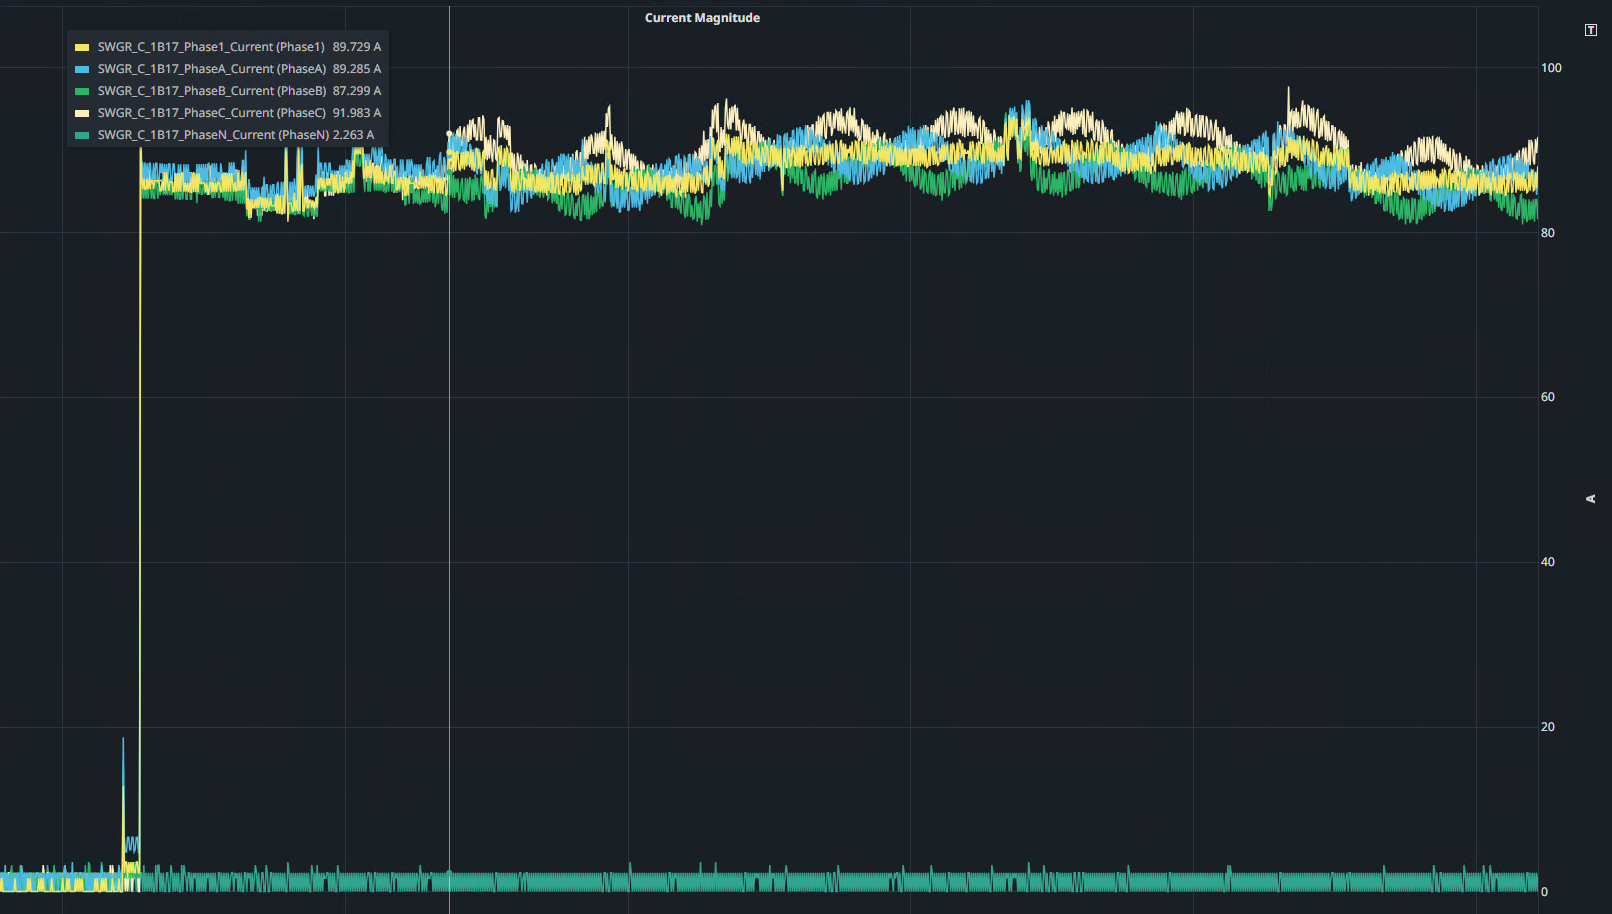 Current Magnitude
T
SWGR_C_1B17_Phase1_Current (Phase1) 89.729 A
SWGR_C_1B17_PhaseA_Current (PhaseA) 89.285 A
SWGR_C_1B17_PhaseB_Current (PhaseB) 87.299 A
SWGR_C_1B17_PhaseC_Current (PhaseC) 91.983 A
SWGR_C_1B17_PhaseN_Current (PhaseN) 2.263 A
100
80
60
A
40
20
0